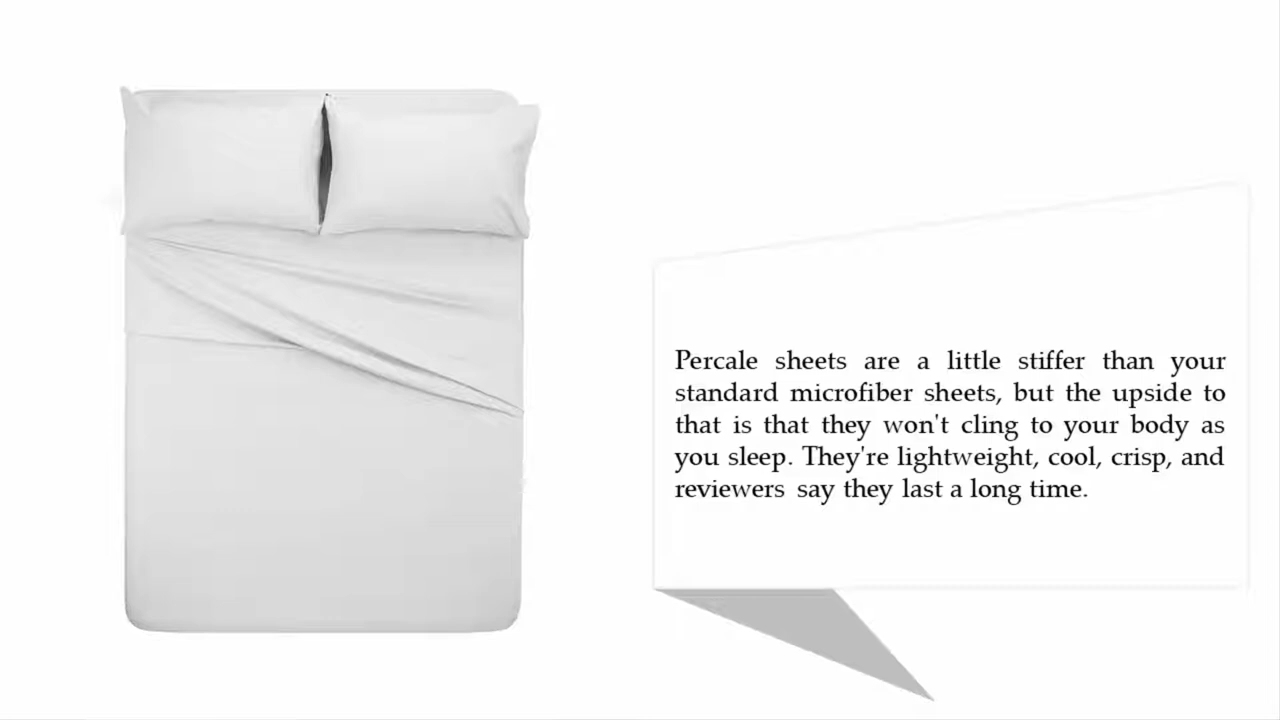 Percale sheets are a little stiffer than your
standard microfiber sheets, but the upside to
that is that they won't cling to your body as
you sleep. They're lightweight, cool, crisp, and
reviewers say they last a long time.